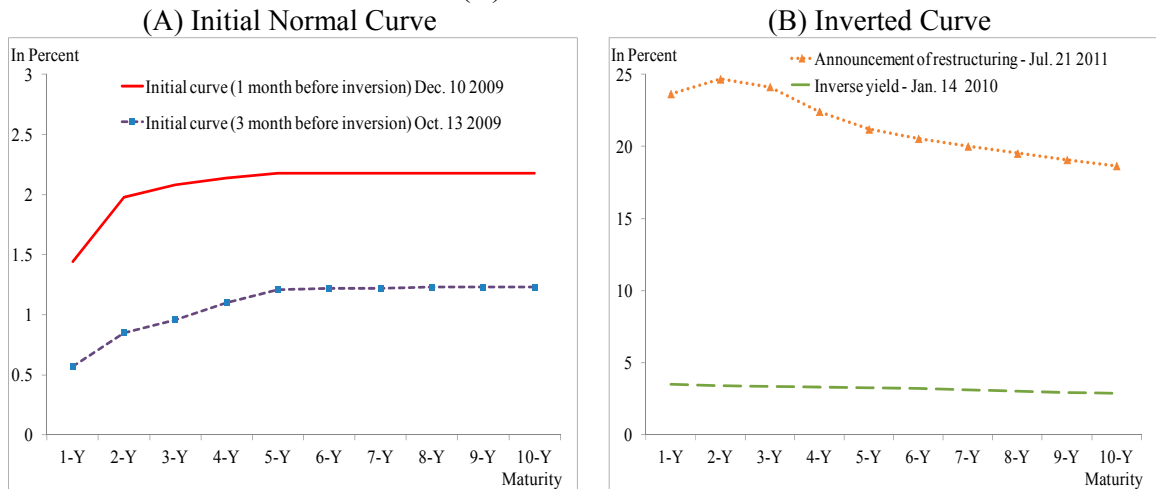 (A) Initial Normal Curve
In Percent
3
2.5
2
1.5
1
0.5
0
Initial curve (1 month before inversion) Dec. 10 2009
Initial curve (3 month before inversion) Oct. 13 2009
1-Y 2-Y 3-Y 4-Y 5-Y 6-Y 7-Y 8-Y 9-Y 10-Y
Maturity
(B) Inverted Curve
In Percent
25
20
15
10
5
0
Announcement of restructuring - Jul. 21 2011
Inverse yield - Jan. 14 2010
1-Y 2-Y 3-Y 4-Y 5-Y 6-Y 7-Y 8-Y 9-Y 10-Y
Maturity